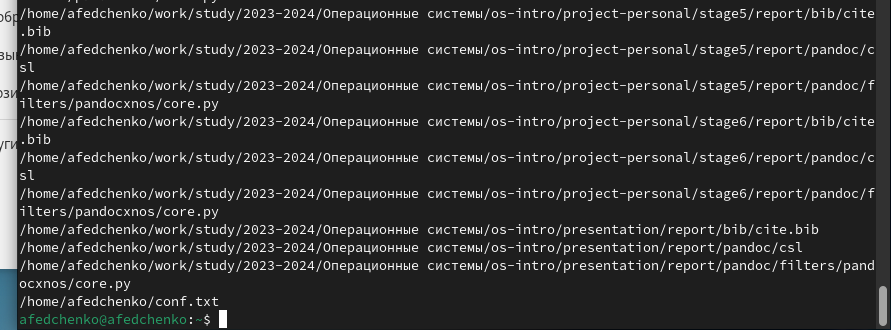 /home/afedchenko/work/study/2023-2024/Операционные системы/os-intro/project-personal/stage5/report/bib/cite
.bib
/home/afedchenko/work/study/2023-2024/Операционные системы/os-intro/project-personal/stage5/report/pandoc/c
sl
/home/afedchenko/work/study/2023-2024/Операционные системы/os-intro/project-personal/stage5/report/pandoc/f
ilters/pandocxnos/core.py
/home/afedchenko/work/study/2023-2024/Операционные системы/os-intro/project-personal/stage6/report/bib/cite
.bib
/home/afedchenko/work/study/2023-2024/Операционные системы/os-intro/project-personal/stage6/report/pandoc/c
sl
/home/afedchenko/work/study/2023-2024/Операционные системы/os-intro/project-personal/stage6/report/pandoc/f
ilters/pandocxnos/core.py
/home/afedchenko/work/study/2023-2024/Операционные системы/os-intro/presentation/report/bib/cite.bib
/home/afedchenko/work/study/2023-2024/Операционные системы/os-intro/presentation/report/pandoc/csl
/home/afedchenko/work/study/2023-2024/Операционные системы/os-intro/presentation/report/pandoc/filters/pand
ocxnos/core.py
/home/afedchenko/conf.txt
afedchenko@afedchenko:~$